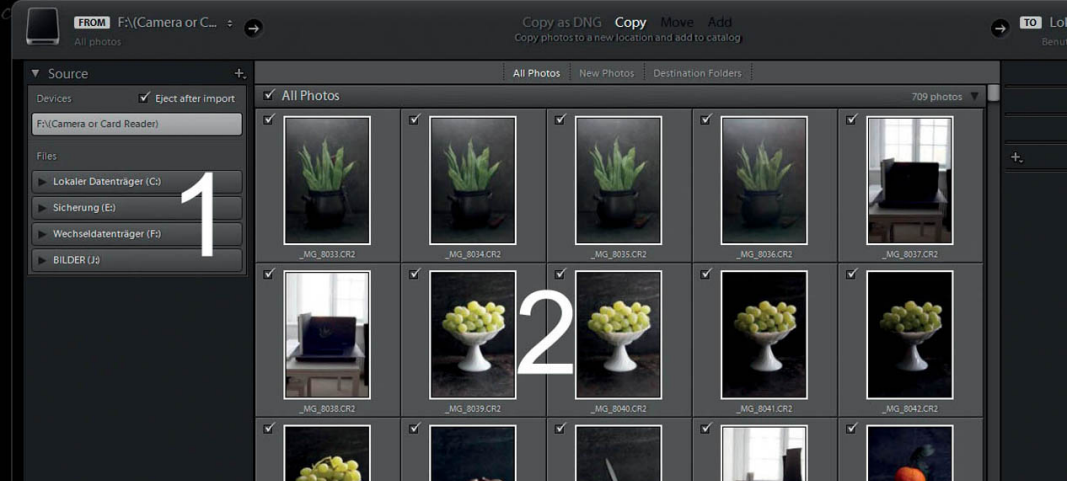 FROM F:\(Camera or C...
All photos
Copy as DNG Copy Move Add
Copy photos to a new location and add to catalog
TO Lol
Benut
Source
Devices Eject after import
F:\(Camera or Card Reader)
Files
Lokaler Datenträger (C:)
Sicherung (E:)
Wechseldatenträger (F:)
BILDER (J:)
1
All Photos New Photos Destination Folders
All Photos 709 photos
_MG_8033.CR2 _MG_8034.CR2 _MG_8035.CR2 _MG_8036.CR2 _MG_8037.CR2
2
_MG_8038.CR2 _MG_8039.CR2 _MG_8040.CR2 _MG_8041.CR2 _MG_8042.CR2